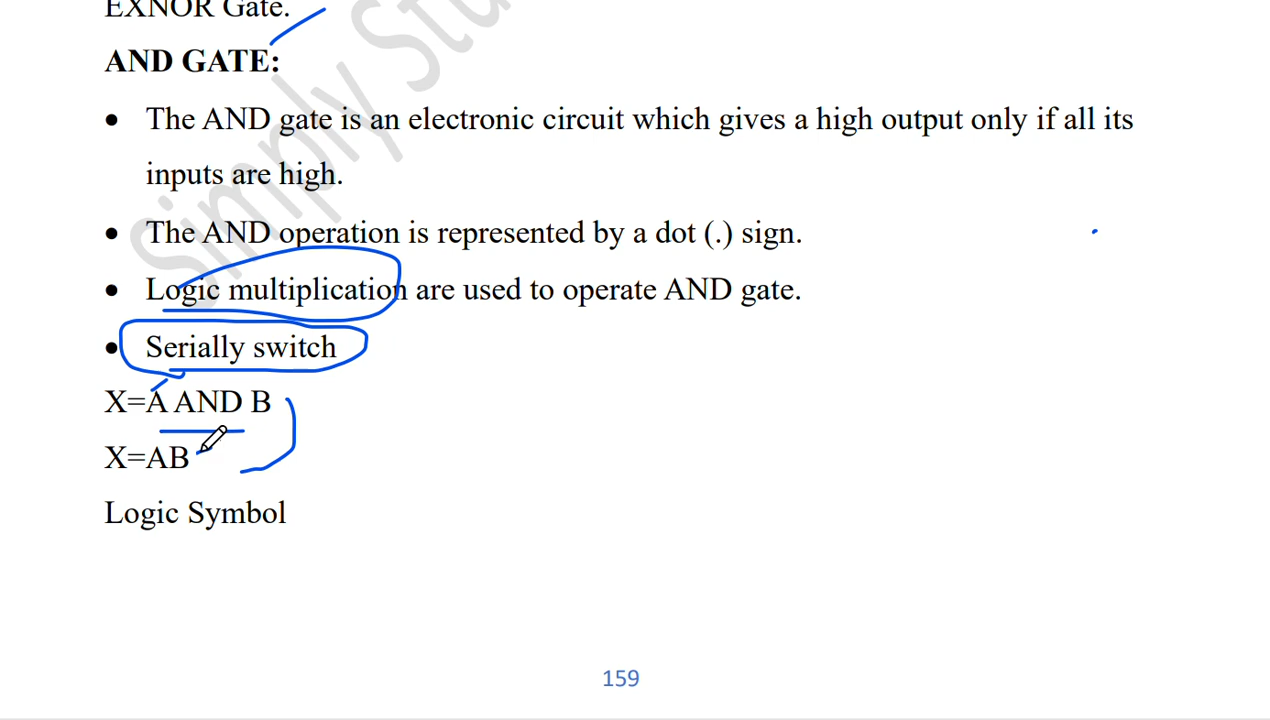 EXNOR Gate.
AND GATE:
• The AND gate is an electronic circuit which gives a high output only if all its
inputs are high.
• The AND operation is represented by a dot (.) sign.
• Logic multiplication are used to operate AND gate.
• Serially switch
X=A AND B
X=AB
Logic Symbol
159
Simply Stu